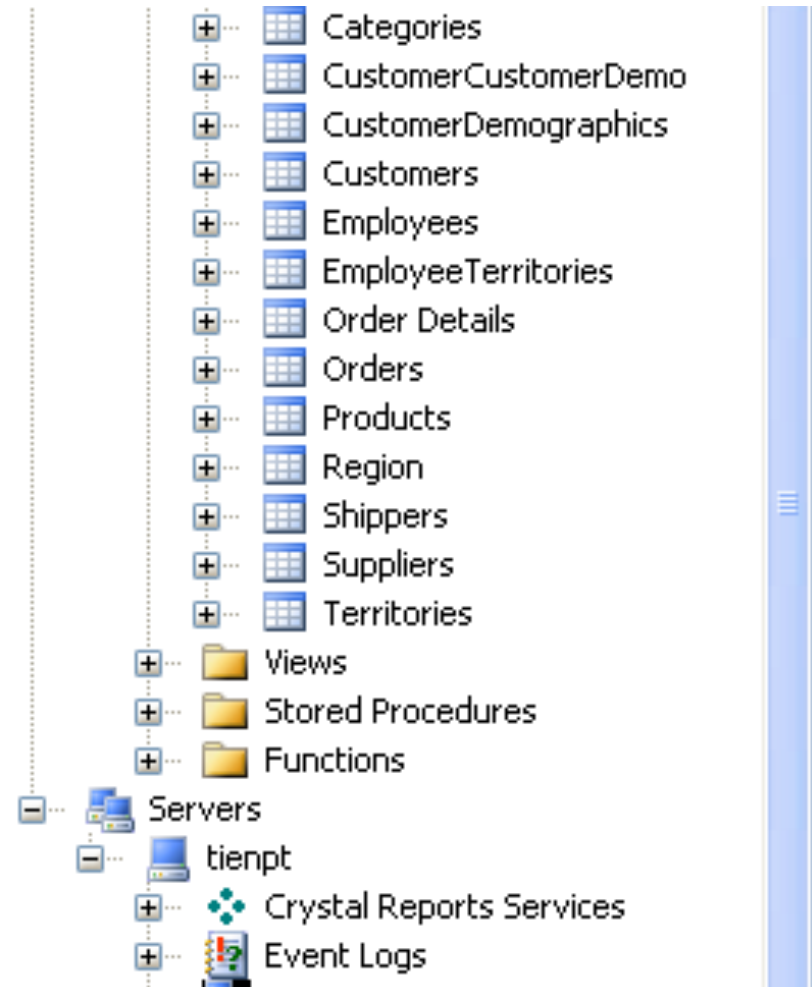 Categories
CustomerCustomerDemo
CustomerDemographics
Customers
Employees
EmployeeTerritories
Order Details
Orders
Products
Region
Shippers
Suppliers
Territories
Views
Stored Procedures
Functions
Servers
tienpt
Crystal Reports Services
Event Logs